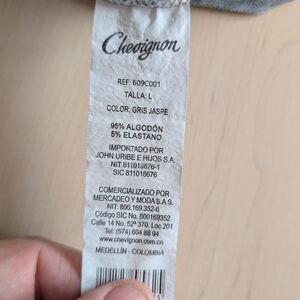 Chevignon
REF: 609C001
TALLA: L
COLOR: GRIS JASPE
95% ALGODÓN
5% ELASTANO
IMPORTADO POR
JOHN URIBE E HIJOS S.A.
NIT 811018676-1
SIC 811018676
COMERCIALIZADO POR
MERCADEO Y MODA S.A.S.
NIT. 800.169.352-6
Código SIC No. 800169352
Calle 14 No. 52ª 370. Loc 201
Tel: (574) 604 88 94
www.chevignon.com.co
MEDELLIN - COLOMBIA